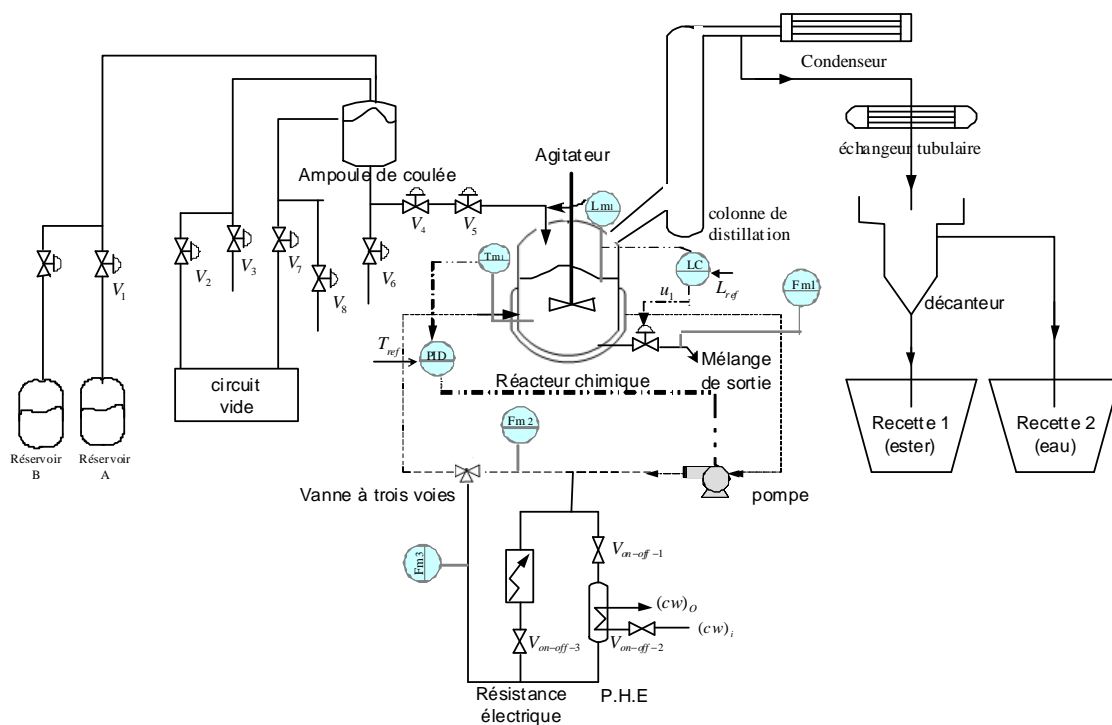 Condenseur
échangeur tubulaire
Agitateur
Ampoule de coulée
Lm1
colonne de
distillation
V4
V5
V1
V2
V3
V7
V6
V8
Tm1
LC
Lref
Fm1
u1
décanteur
Tref
PID
Mélange
de sortie
Réacteur chimique
circuit
vide
Recette 1
(ester)
Recette 2
(eau)
Réservoir
B
Réservoir
A
Fm2
Vanne à trois voies
pompe
Fm3
Von-off-1
(cw)O
(cw)i
Von-off-3
Von-off-2
Résistance
électrique
P.H.E